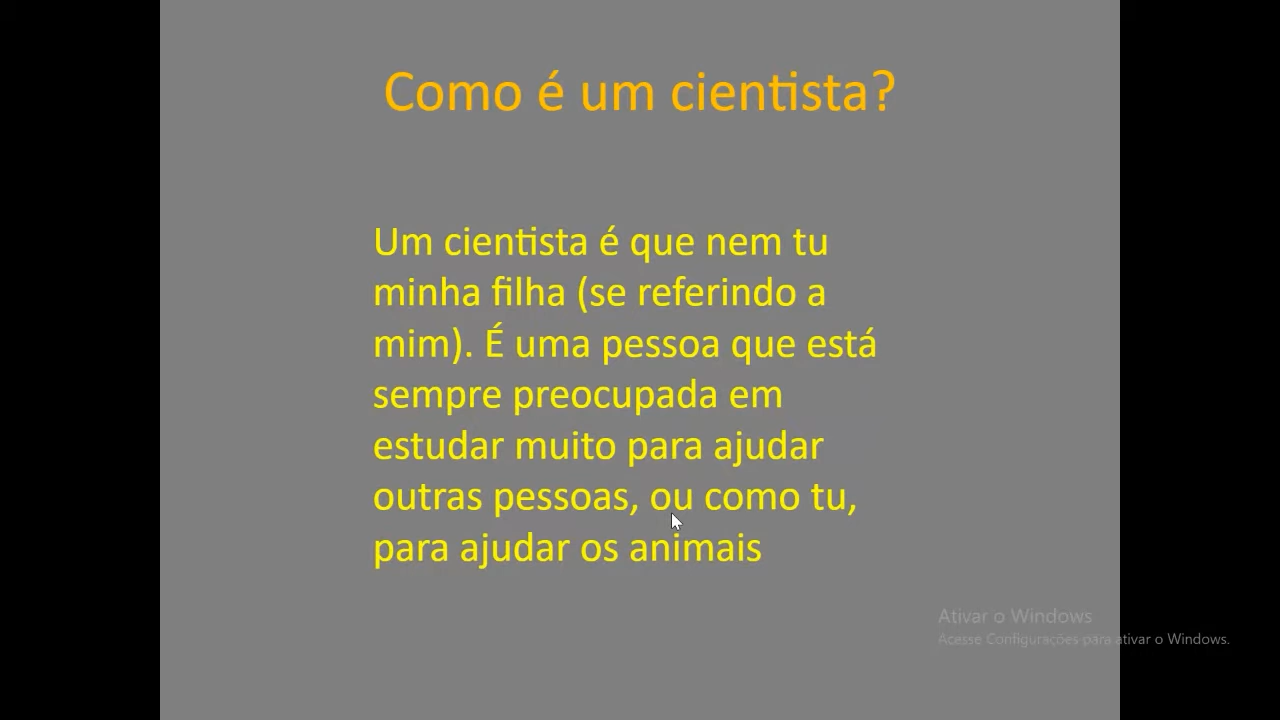 Como é um cientista?
Um cientista é que nem tu
minha filha (se referindo a
mim). É uma pessoa que está
sempre preocupada em
estudar muito para ajudar
outras pessoas, ou como tu,
para ajudar os animais
Ativar o Windows
Acesse Configurações para ativar o Windows.